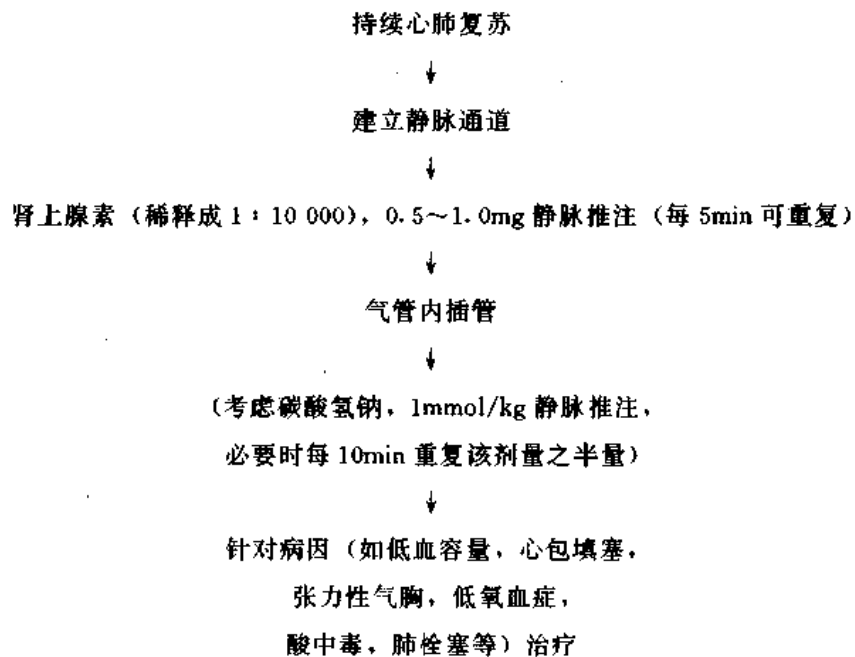 持续心肺复苏
↓
建立静脉通道
↓
肾上腺素（稀释成 1：10 000），0.5～1.0mg 静脉推注（每 5min 可重复）
↓
气管内插管
↓
（考虑碳酸氢钠，1mmol/kg 静脉推注，
必要时每 10min 重复该剂量之半量）
↓
针对病因（如低血容量，心包填塞，
张力性气胸，低氧血症，
酸中毒，肺栓塞等）治疗